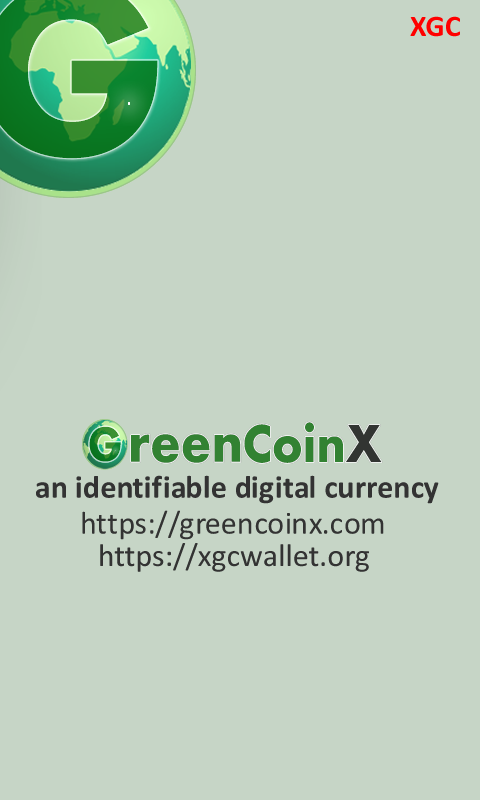 XGC
G
GreenCoinX
an identifiable digital currency
https://greencoinx.com
https://xgcwallet.org